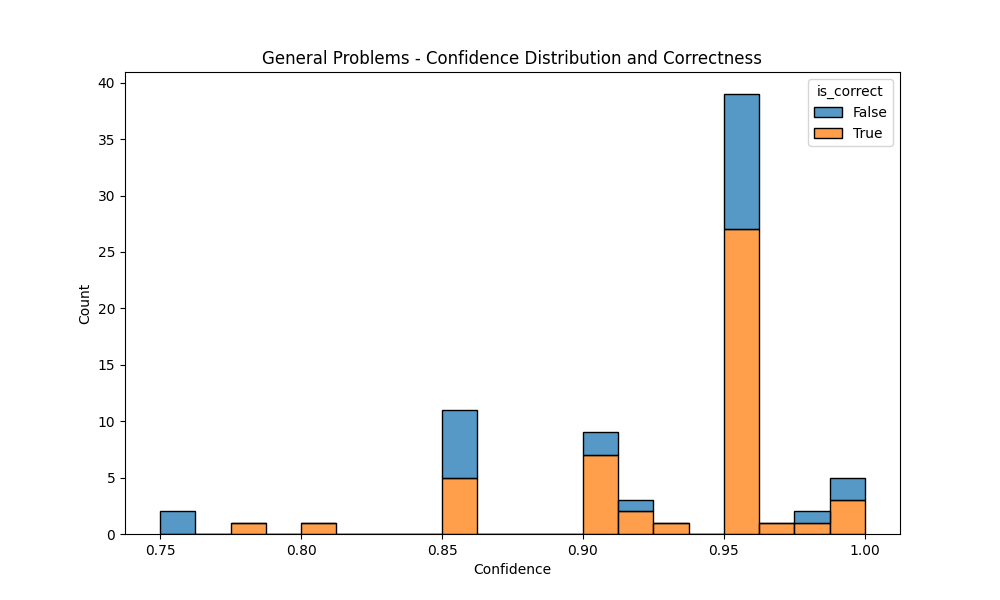 General Problems - Confidence Distribution and Correctness
is_correct
False
True
40
35
30
25
20
15
10
5
0
Count
0.75 0.80 0.85 0.90 0.95 1.00
Confidence